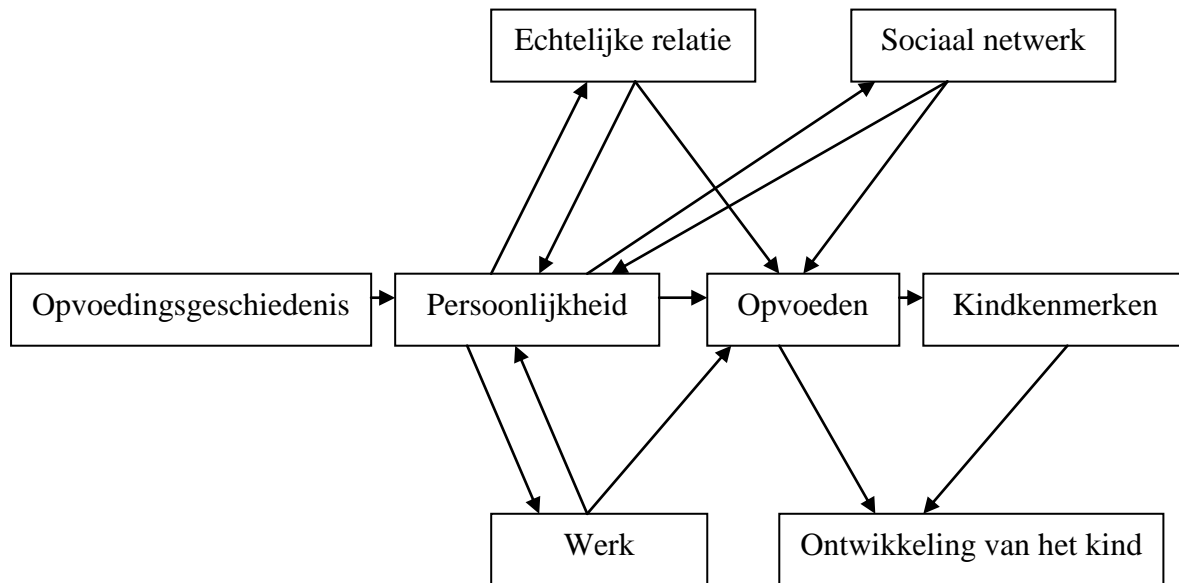 Echtelijke relatie
Sociaal netwerk
Opvoedingsgeschiedenis
Persoonlijkheid
Opvoeden
Kindkenmerken
Werk
Ontwikkeling van het kind